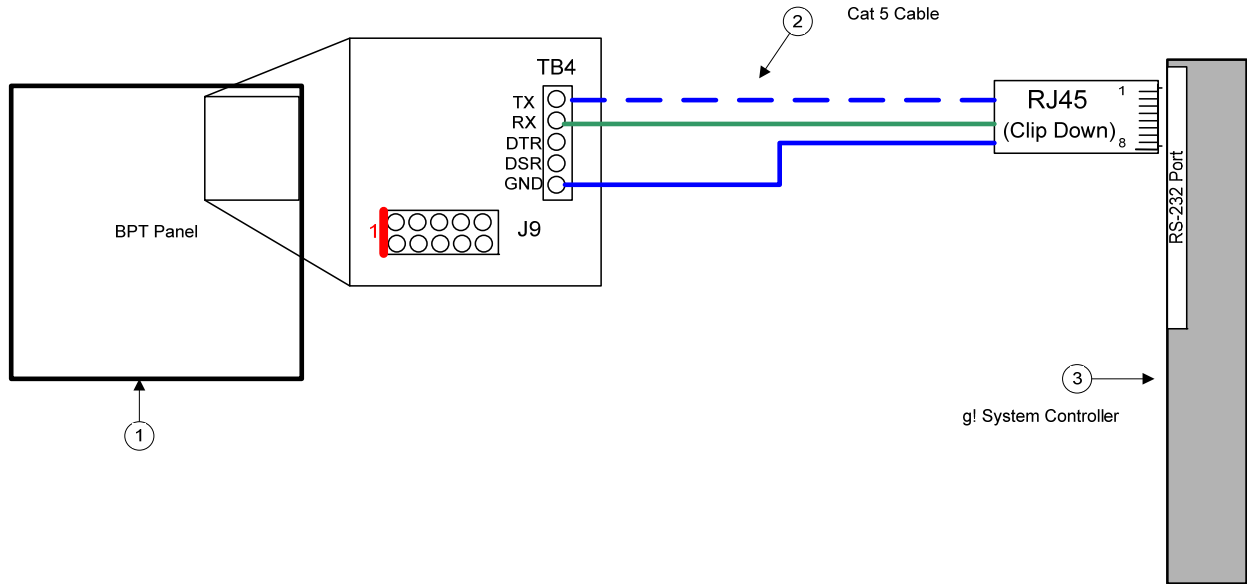 2
Cat 5 Cable
TB4
TX
RX
DTR
DSR
GND
RJ45
(Clip Down)
1
8
RS-232 Port
BPT Panel
1
J9
3
g! System Controller
1